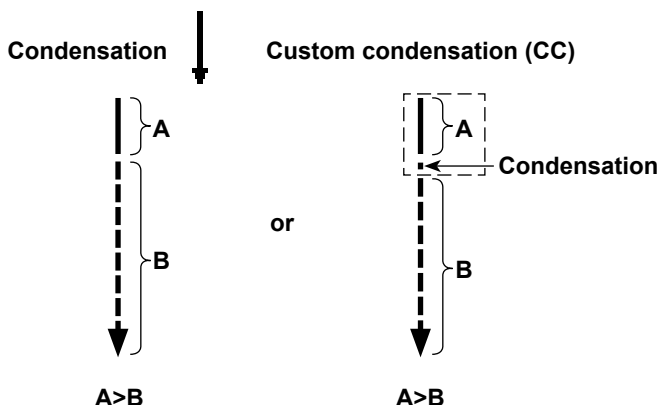 Condensation
Custom condensation (CC)
A
A
Condensation
or
B
B
A>B
A>B